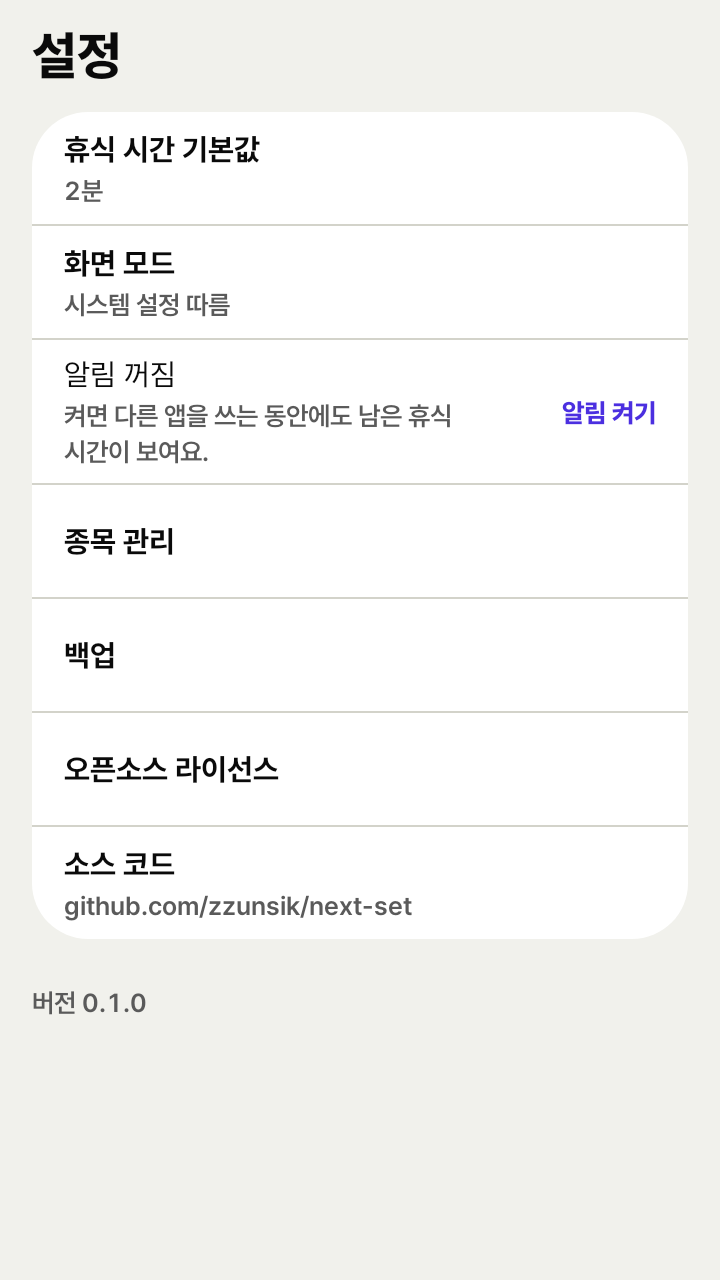 설정
휴식 시간 기본값
2분
화면 모드
시스템 설정 따름
알림 꺼짐
켜면 다른 앱을 쓰는 동안에도 남은 휴식
시간이 보여요.
알림 켜기
종목 관리
백업
오픈소스 라이선스
소스 코드
github.com/zzunsik/next-set
버전 0.1.0